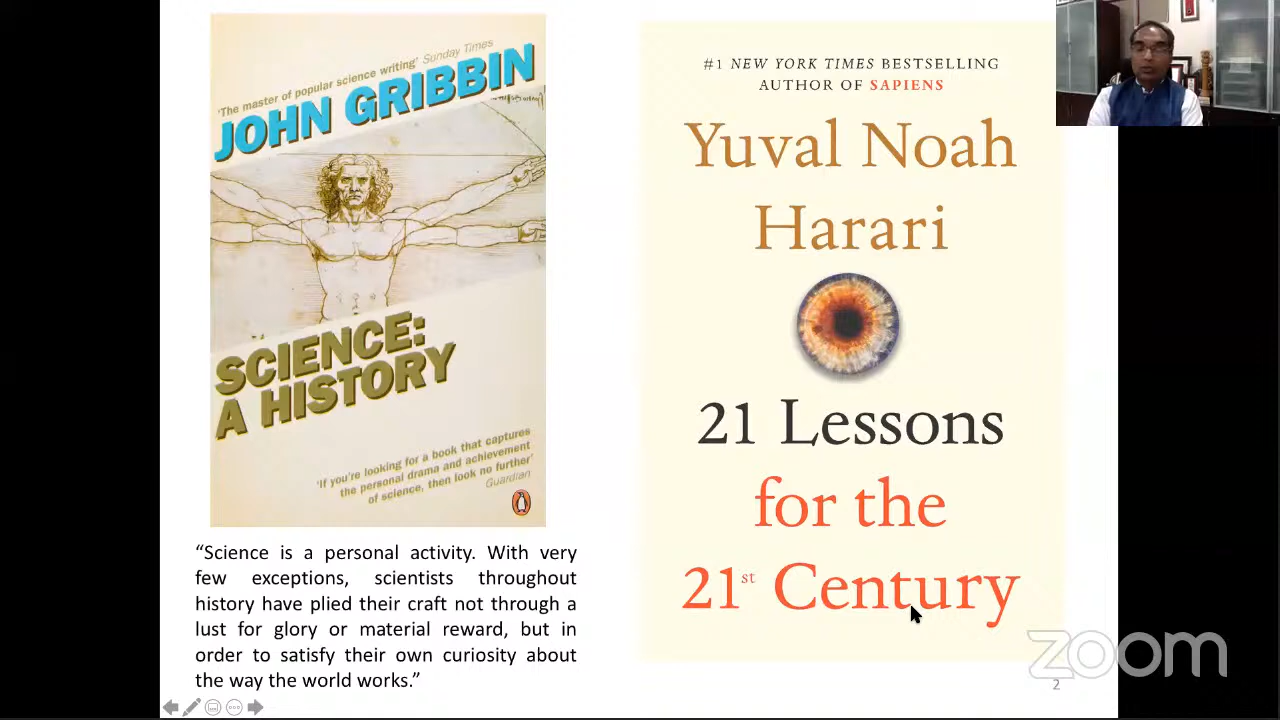 'The master of popular science writing' Sunday Times
JOHN GRIBBIN
SCIENCE:
A HISTORY
'If you're looking for a book that captures
the personal drama and achievement
of science, then look no further'
Guardian
“Science is a personal activity. With very
few exceptions, scientists throughout
history have plied their craft not through a
lust for glory or material reward, but in
order to satisfy their own curiosity about
the way the world works.”
#1 NEW YORK TIMES BESTSELLING
AUTHOR OF SAPIENS
Yuval Noah
Harari
21 Lessons
for the
21st Century
zoom
2